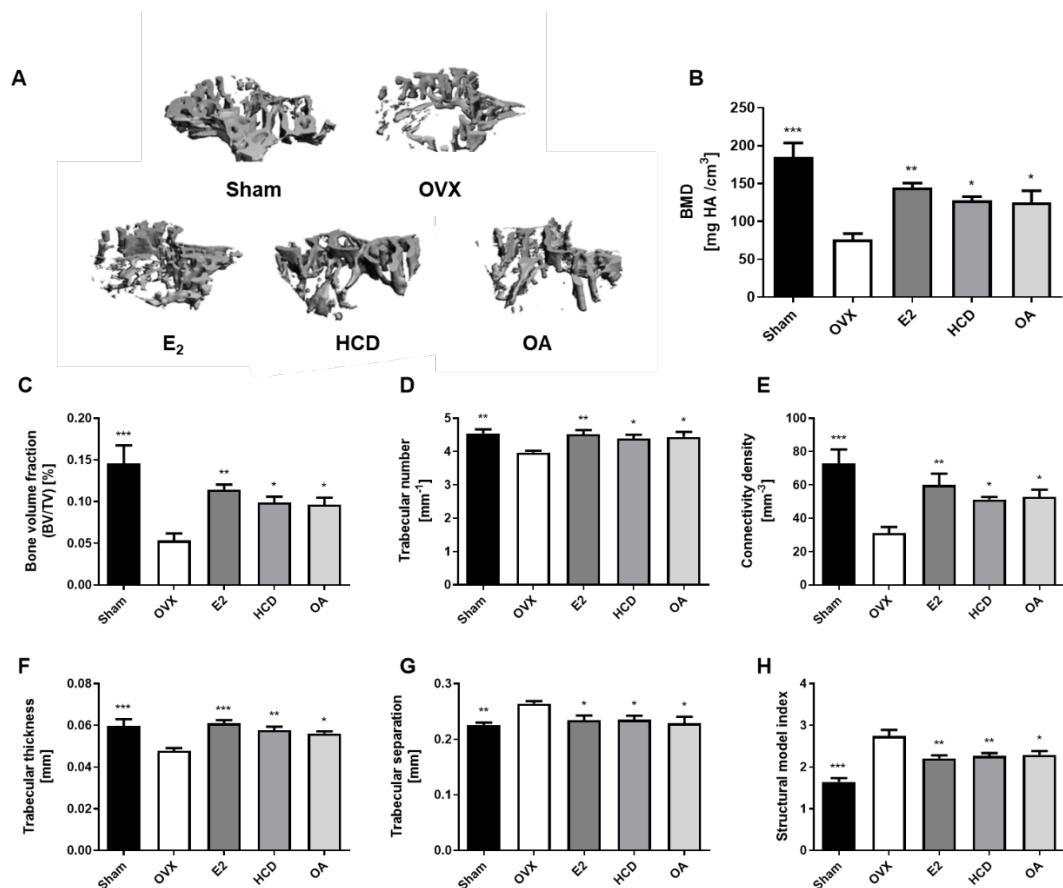 A
Sham
OVX
E₂
HCD
OA
B
BMD
[mg HA /cm³]
250
200
150
100
50
0
***
**
*
*
Sham
OVX
E2
HCD
OA
C
Bone volume fraction
(BV/TV) [%]
0.20
0.15
0.10
0.05
0.00
***
**
*
*
Sham
OVX
E2
HCD
OA
D
Trabecular number
[mm⁻¹]
5
4
3
2
1
0
**
**
*
*
Sham
OVX
E2
HCD
OA
E
Connectivity density
[mm⁻³]
100
80
60
40
20
0
***
**
*
*
Sham
OVX
E2
HCD
OA
F
Trabecular thickness
[mm]
0.08
0.06
0.04
0.02
0.00
***
***
**
*
Sham
OVX
E2
HCD
OA
G
Trabecular separation
[mm]
0.3
0.2
0.1
0.0
**
*
*
*
Sham
OVX
E2
HCD
OA
H
Structural model index
4
3
2
1
0
***
**
**
*
Sham
OVX
E2
HCD
OA